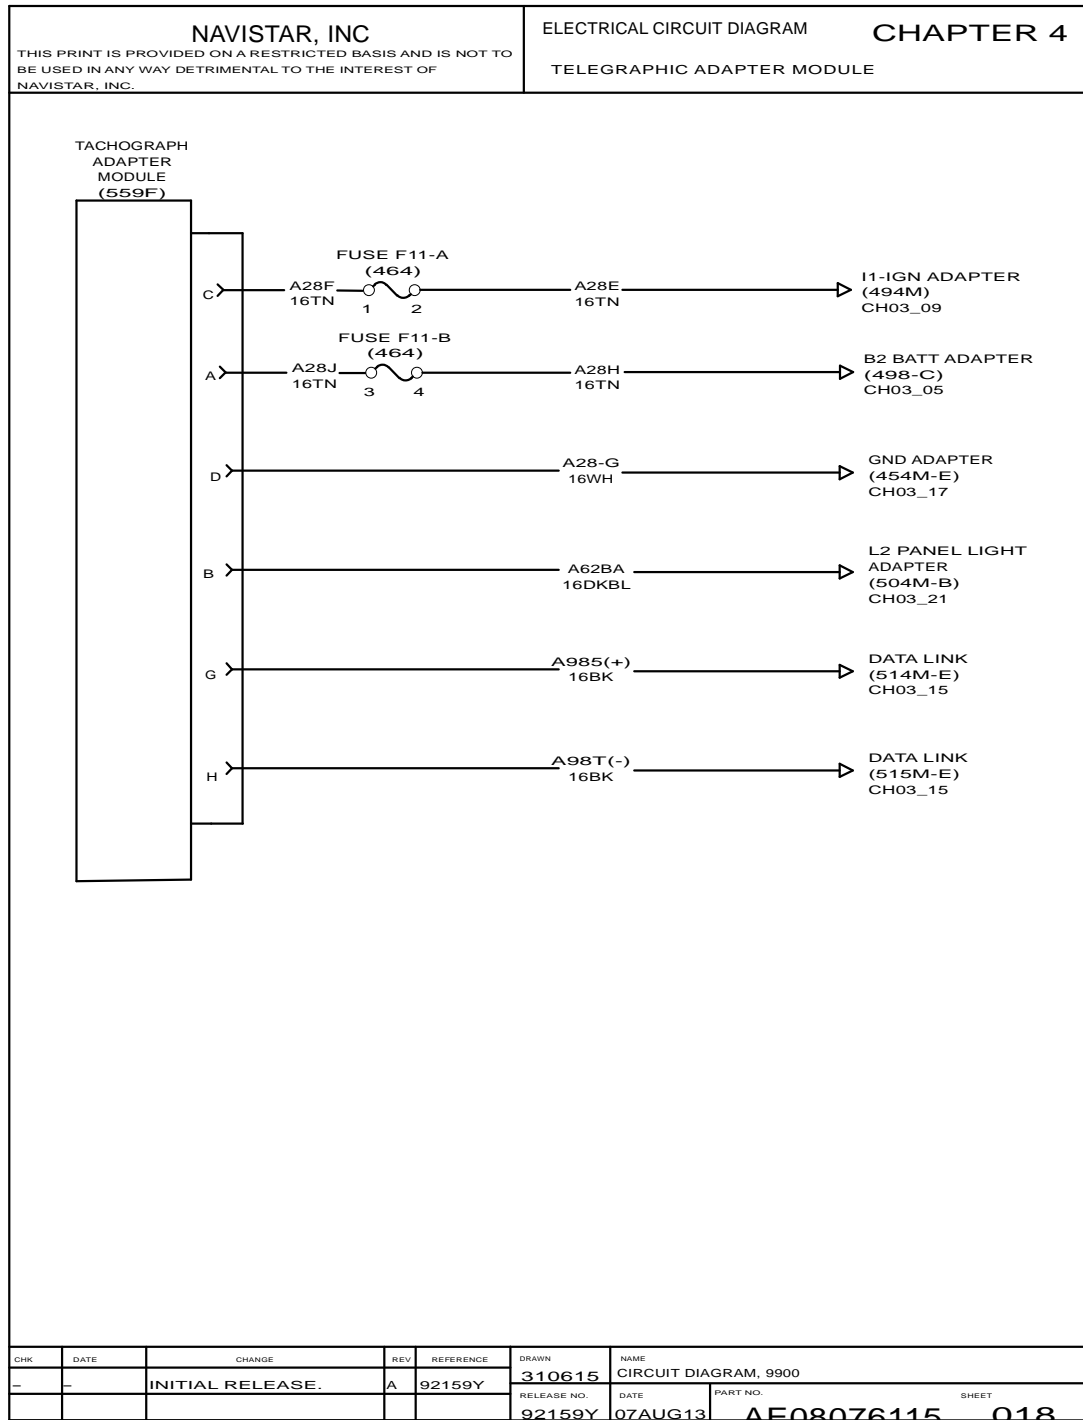 NAVISTAR, INC
THIS PRINT IS PROVIDED ON A RESTRICTED BASIS AND IS NOT TO
BE USED IN ANY WAY DETRIMENTAL TO THE INTEREST OF
NAVISTAR, INC.
ELECTRICAL CIRCUIT DIAGRAM
CHAPTER 4
TELEGRAPHIC ADAPTER MODULE
TACHOGRAPH
ADAPTER
MODULE
(559F)
FUSE F11-A
(464)
C
A28F
16TN
1
2
A28E
16TN
I1-IGN ADAPTER
(494M)
CH03_09
FUSE F11-B
(464)
A
A28J
16TN
3
4
A28H
16TN
B2 BATT ADAPTER
(498-C)
CH03_05
D
A28-G
16WH
GND ADAPTER
(454M-E)
CH03_17
B
A62BA
16DKBL
L2 PANEL LIGHT
ADAPTER
(504M-B)
CH03_21
G
A985(+)
16BK
DATA LINK
(514M-E)
CH03_15
H
A98T(-)
16BK
DATA LINK
(515M-E)
CH03_15
CHK DATE CHANGE REV REFERENCE
– – INITIAL RELEASE. A 92159Y
DRAWN
310615
NAME
CIRCUIT DIAGRAM, 9900
RELEASE NO.
92159Y
DATE
07AUG13
PART NO.
AE08076115
SHEET
018